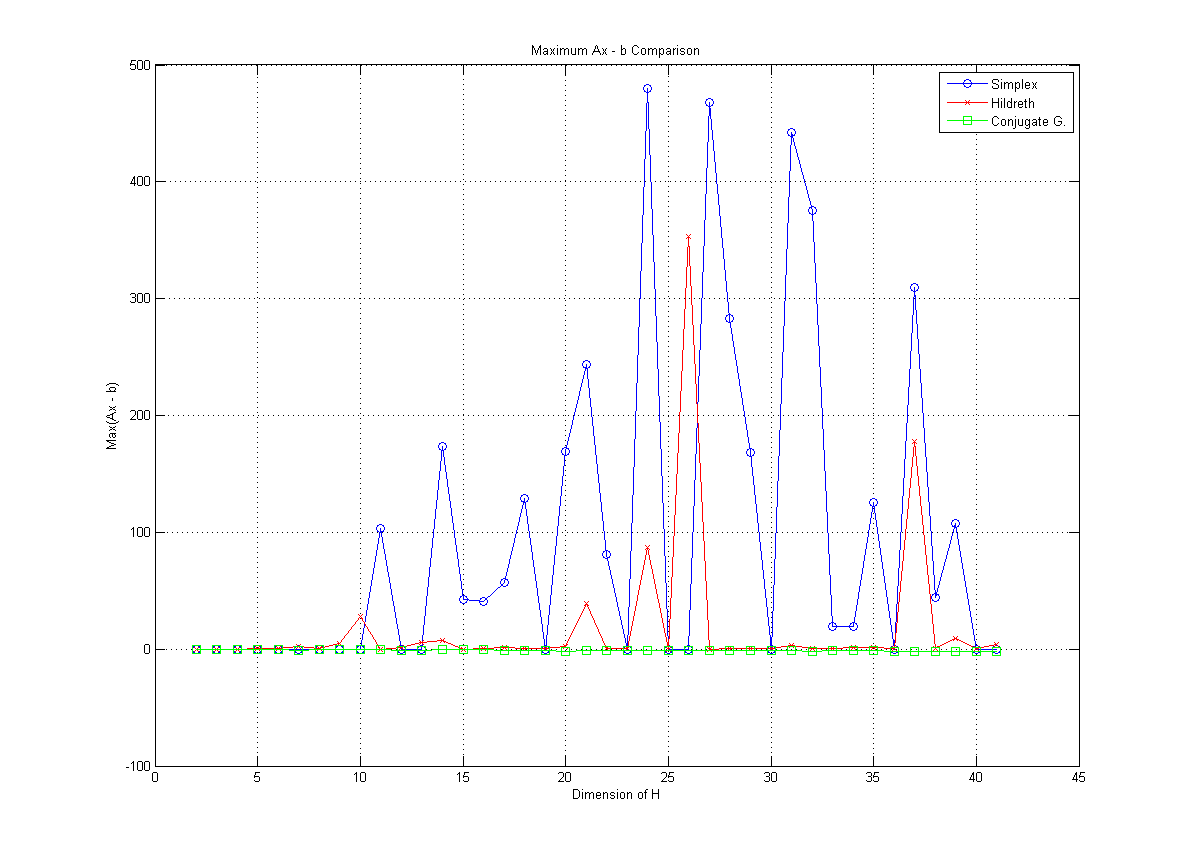 Maximum Ax - b Comparison
Simplex
Hildreth
Conjugate G.
500
400
300
200
100
0
-100
Max(Ax - b)
0 5 10 15 20 25 30 35 40 45
Dimension of H